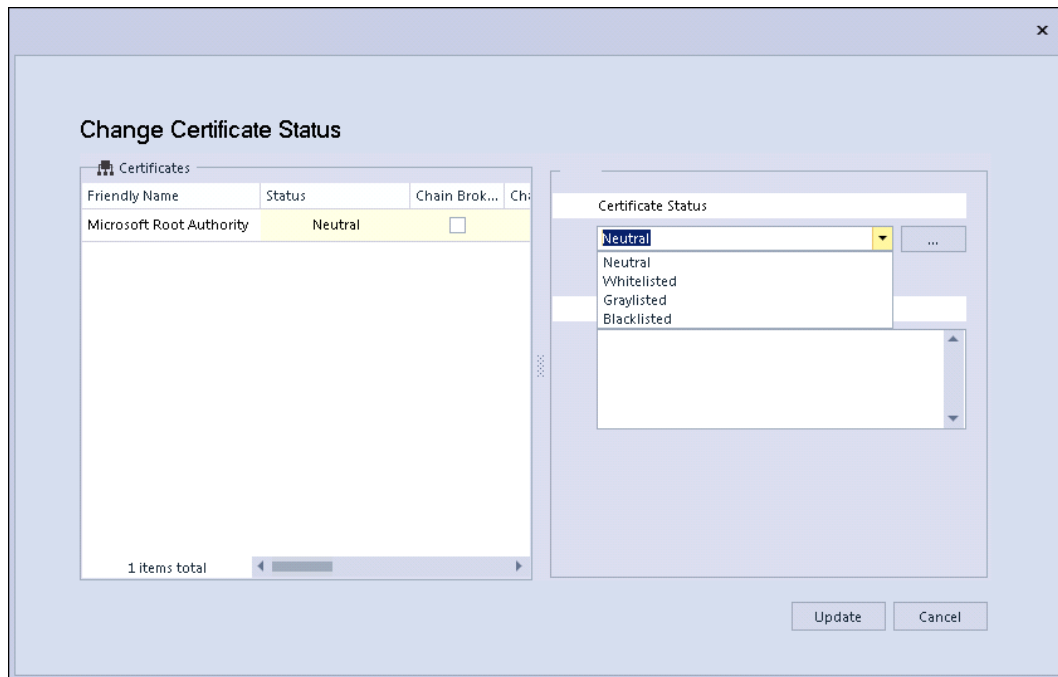 ×
Change Certificate Status
Certificates
Friendly Name Status Chain Brok... Ch
Microsoft Root Authority Neutral
1 items total
Certificate Status
Neutral ...
Neutral
Whitelisted
Graylisted
Blacklisted
Update Cancel